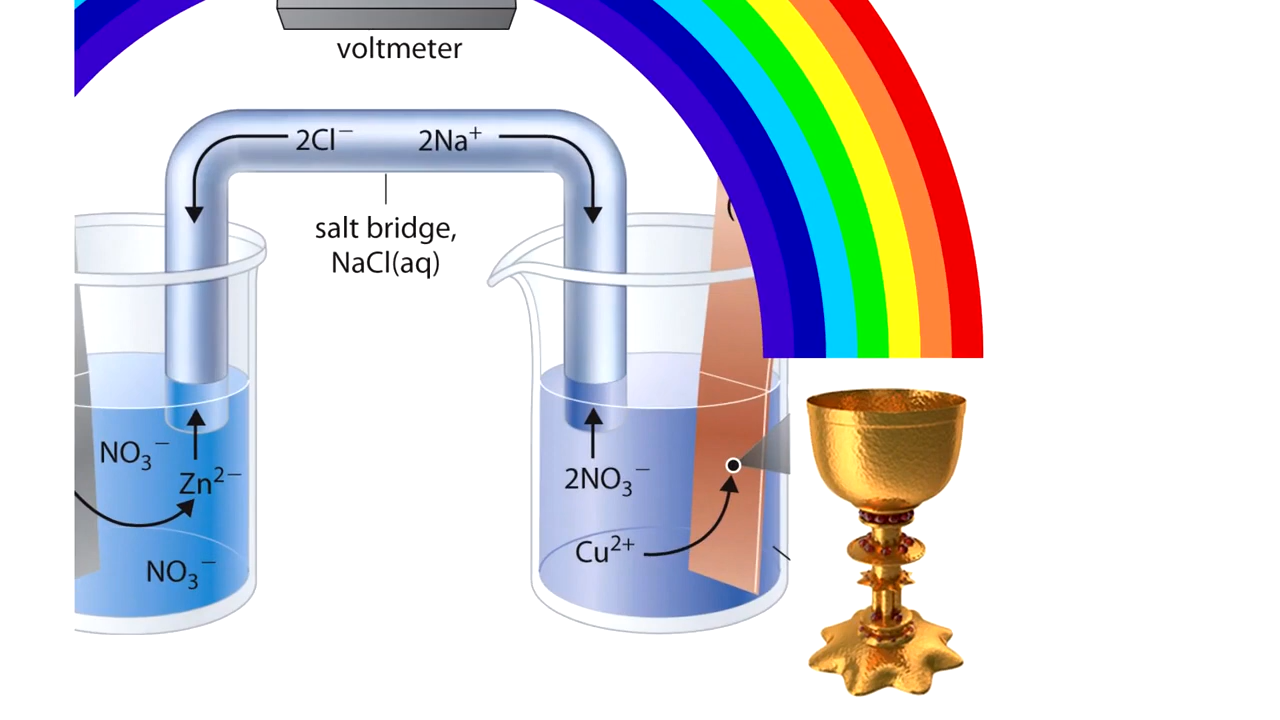 voltmeter
2Cl⁻
2Na⁺
salt bridge,
NaCl(aq)
(
NO₃⁻
Zn²⁻
NO₃⁻
2NO₃⁻
Cu²⁺